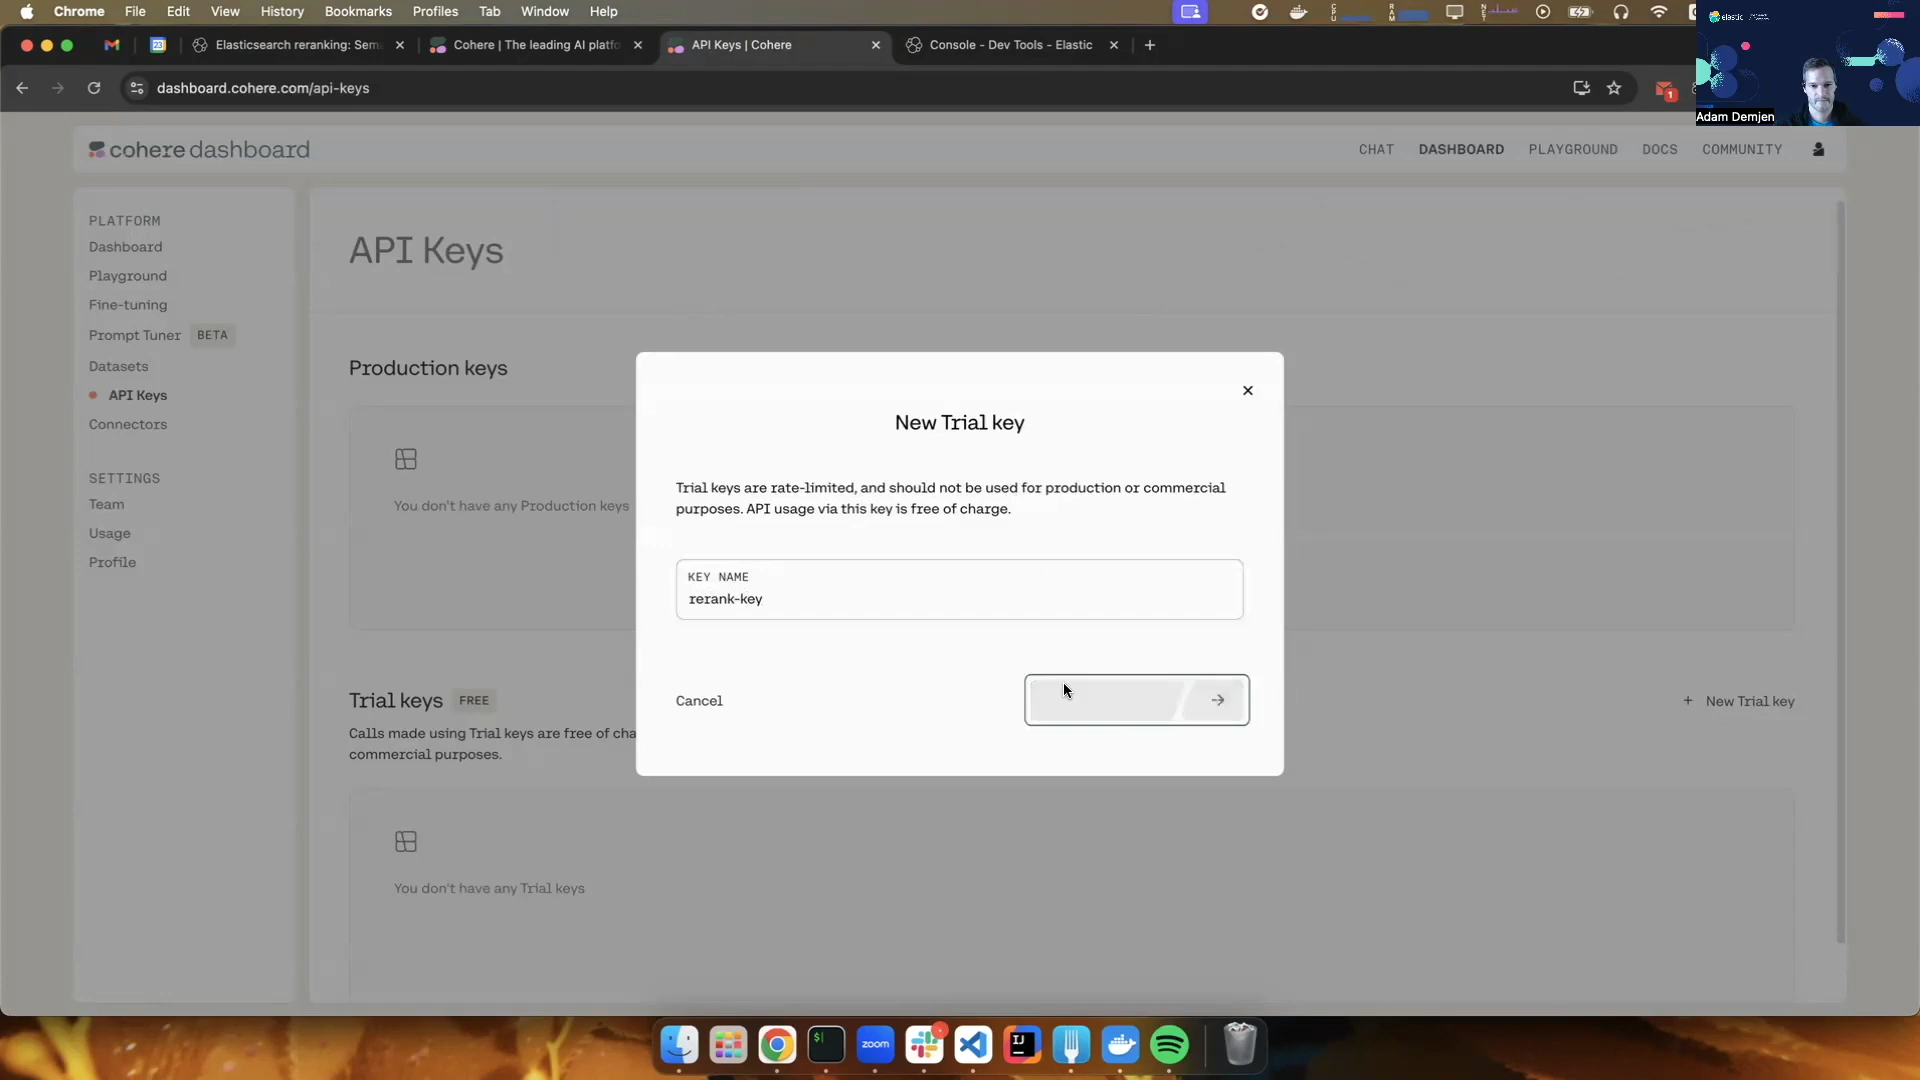 Chrome File Edit View History Bookmarks Profiles Tab Window Help
Elasticsearch reranking: Sem
Cohere | The leading AI platfo
API Keys | Cohere
Console - Dev Tools - Elastic
dashboard.cohere.com/api-keys
1
elastic
Adam Demjen
cohere dashboard
CHAT DASHBOARD PLAYGROUND DOCS COMMUNITY
PLATFORM
Dashboard
Playground
Fine-tuning
Prompt Tuner BETA
Datasets
API Keys
Connectors
SETTINGS
Team
Usage
Profile
API Keys
Production keys
You don't have any Production keys
New Trial key
Trial keys are rate-limited, and should not be used for production or commercial
purposes. API usage via this key is free of charge.
KEY NAME
rerank-key
Cancel
Trial keys FREE
+ New Trial key
Calls made using Trial keys are free of cha
commercial purposes.
You don't have any Trial keys
$
zoom
IJ